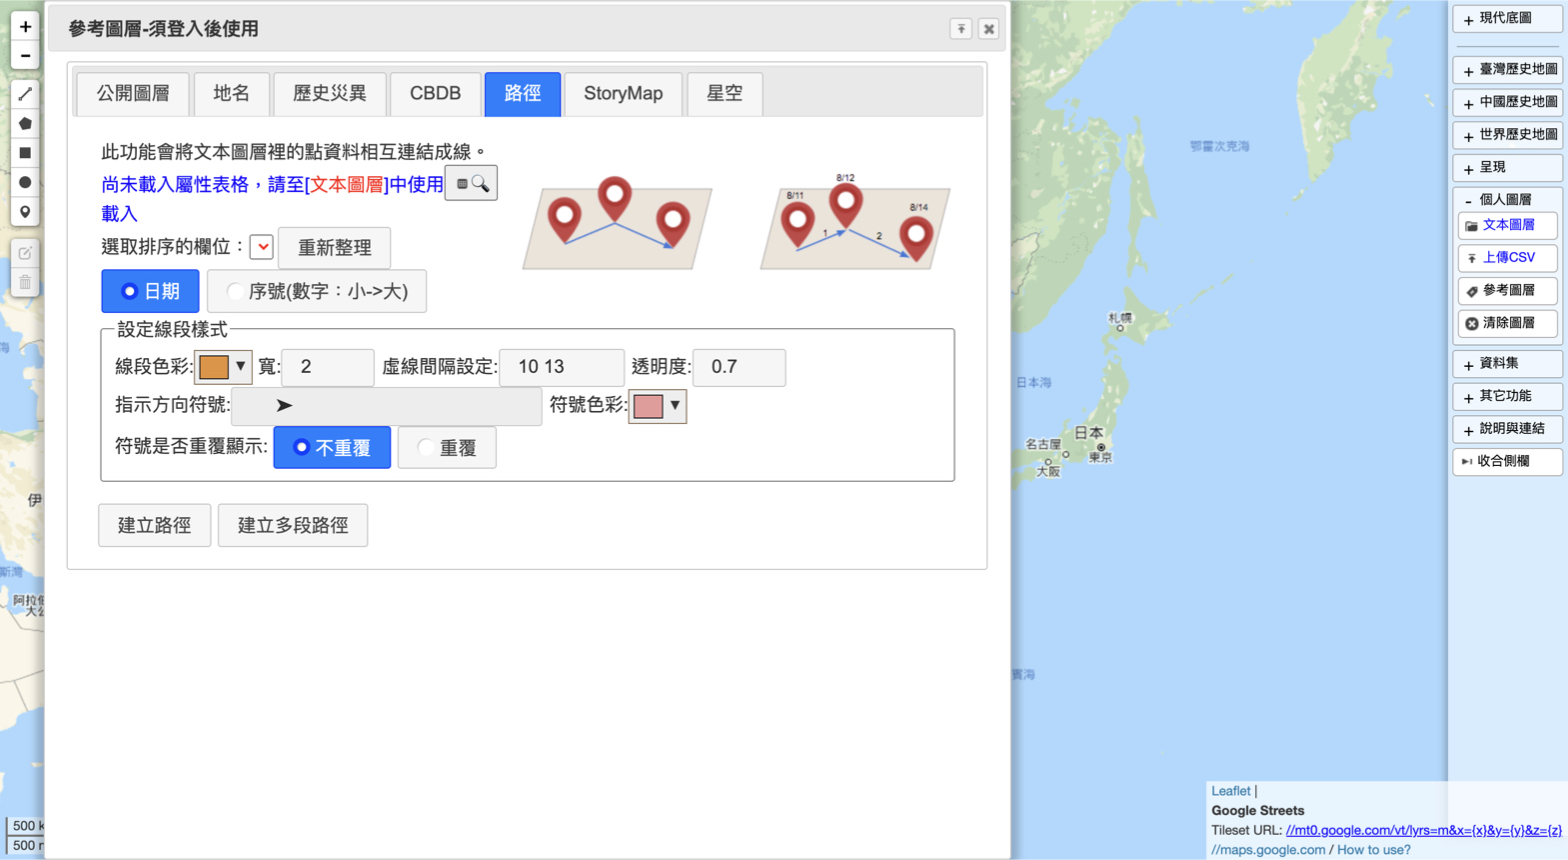 參考圖層-須登入後使用
公開圖層
地名
歷史災異
CBDB
路徑
StoryMap
星空
此功能會將文本圖層裡的點資料相互連結成線。
尚未載入屬性表格，請至[文本圖層]中使用
載入
選取排序的欄位：
重新整理
日期
序號(數字：小->大)
8/11
8/12
8/14
1
2
設定線段樣式
線段色彩:
寬: 2
虛線間隔設定: 10 13
透明度: 0.7
指示方向符號: ➤
符號色彩:
符號是否重覆顯示:
不重覆
重覆
建立路徑
建立多段路徑
+
-
海
伊
斯灣
阿拉伯
大公
500 k
500 m
鄂霍次克海
札幌
日本海
日本
名古屋
東京
大阪
賓海
+ 現代底圖
+ 臺灣歷史地圖
+ 中國歷史地圖
+ 世界歷史地圖
+ 呈現
- 個人圖層
文本圖層
上傳CSV
參考圖層
清除圖層
+ 資料集
+ 其它功能
+ 說明與連結
收合側欄
Leaflet |
Google Streets
Tileset URL: //mt0.google.com/vt/lyrs=m&x={x}&y={y}&z={z}
//maps.google.com / How to use?